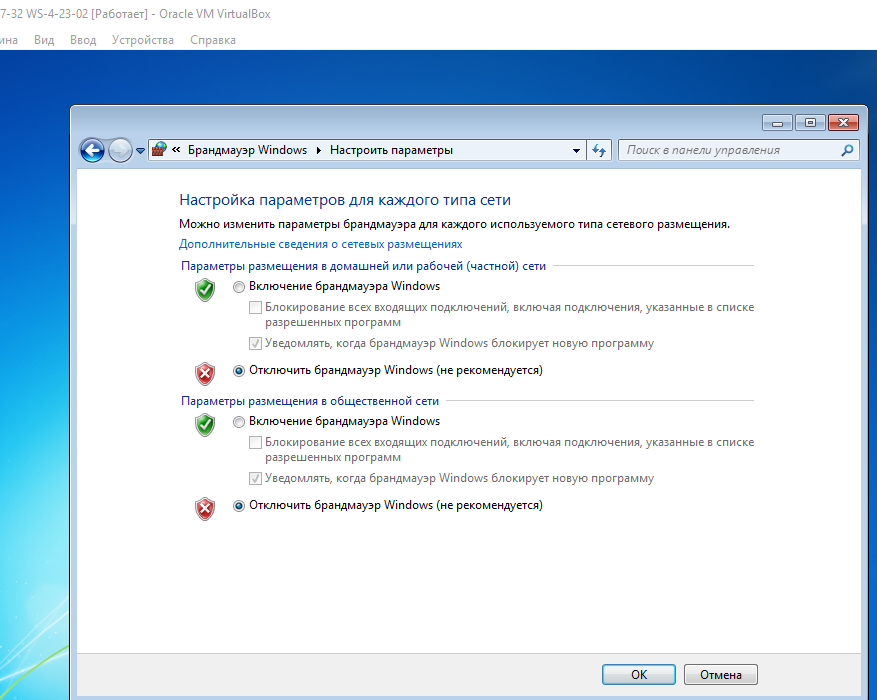 7-32 WS-4-23-02 [Работает] - Oracle VM VirtualBox
ина Вид Ввод Устройства Справка
« Брандмауэр Windows Настроить параметры Поиск в панели управления
Настройка параметров для каждого типа сети
Можно изменить параметры брандмауэра для каждого используемого типа сетевого размещения.
Дополнительные сведения о сетевых размещениях
Параметры размещения в домашней или рабочей (частной) сети
Включение брандмауэра Windows
Блокирование всех входящих подключений, включая подключения, указанные в списке
разрешенных программ
Уведомлять, когда брандмауэр Windows блокирует новую программу
Отключить брандмауэр Windows (не рекомендуется)
Параметры размещения в общественной сети
Включение брандмауэра Windows
Блокирование всех входящих подключений, включая подключения, указанные в списке
разрешенных программ
Уведомлять, когда брандмауэр Windows блокирует новую программу
Отключить брандмауэр Windows (не рекомендуется)
OK Отмена